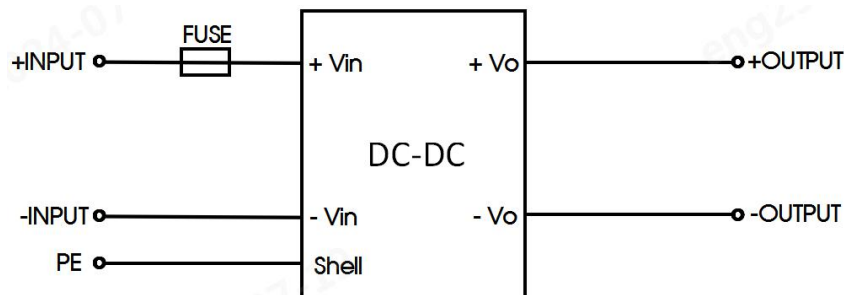 FUSE
+INPUT + Vin + Vo +OUTPUT
DC-DC
-INPUT - Vin - Vo -OUTPUT
PE Shell